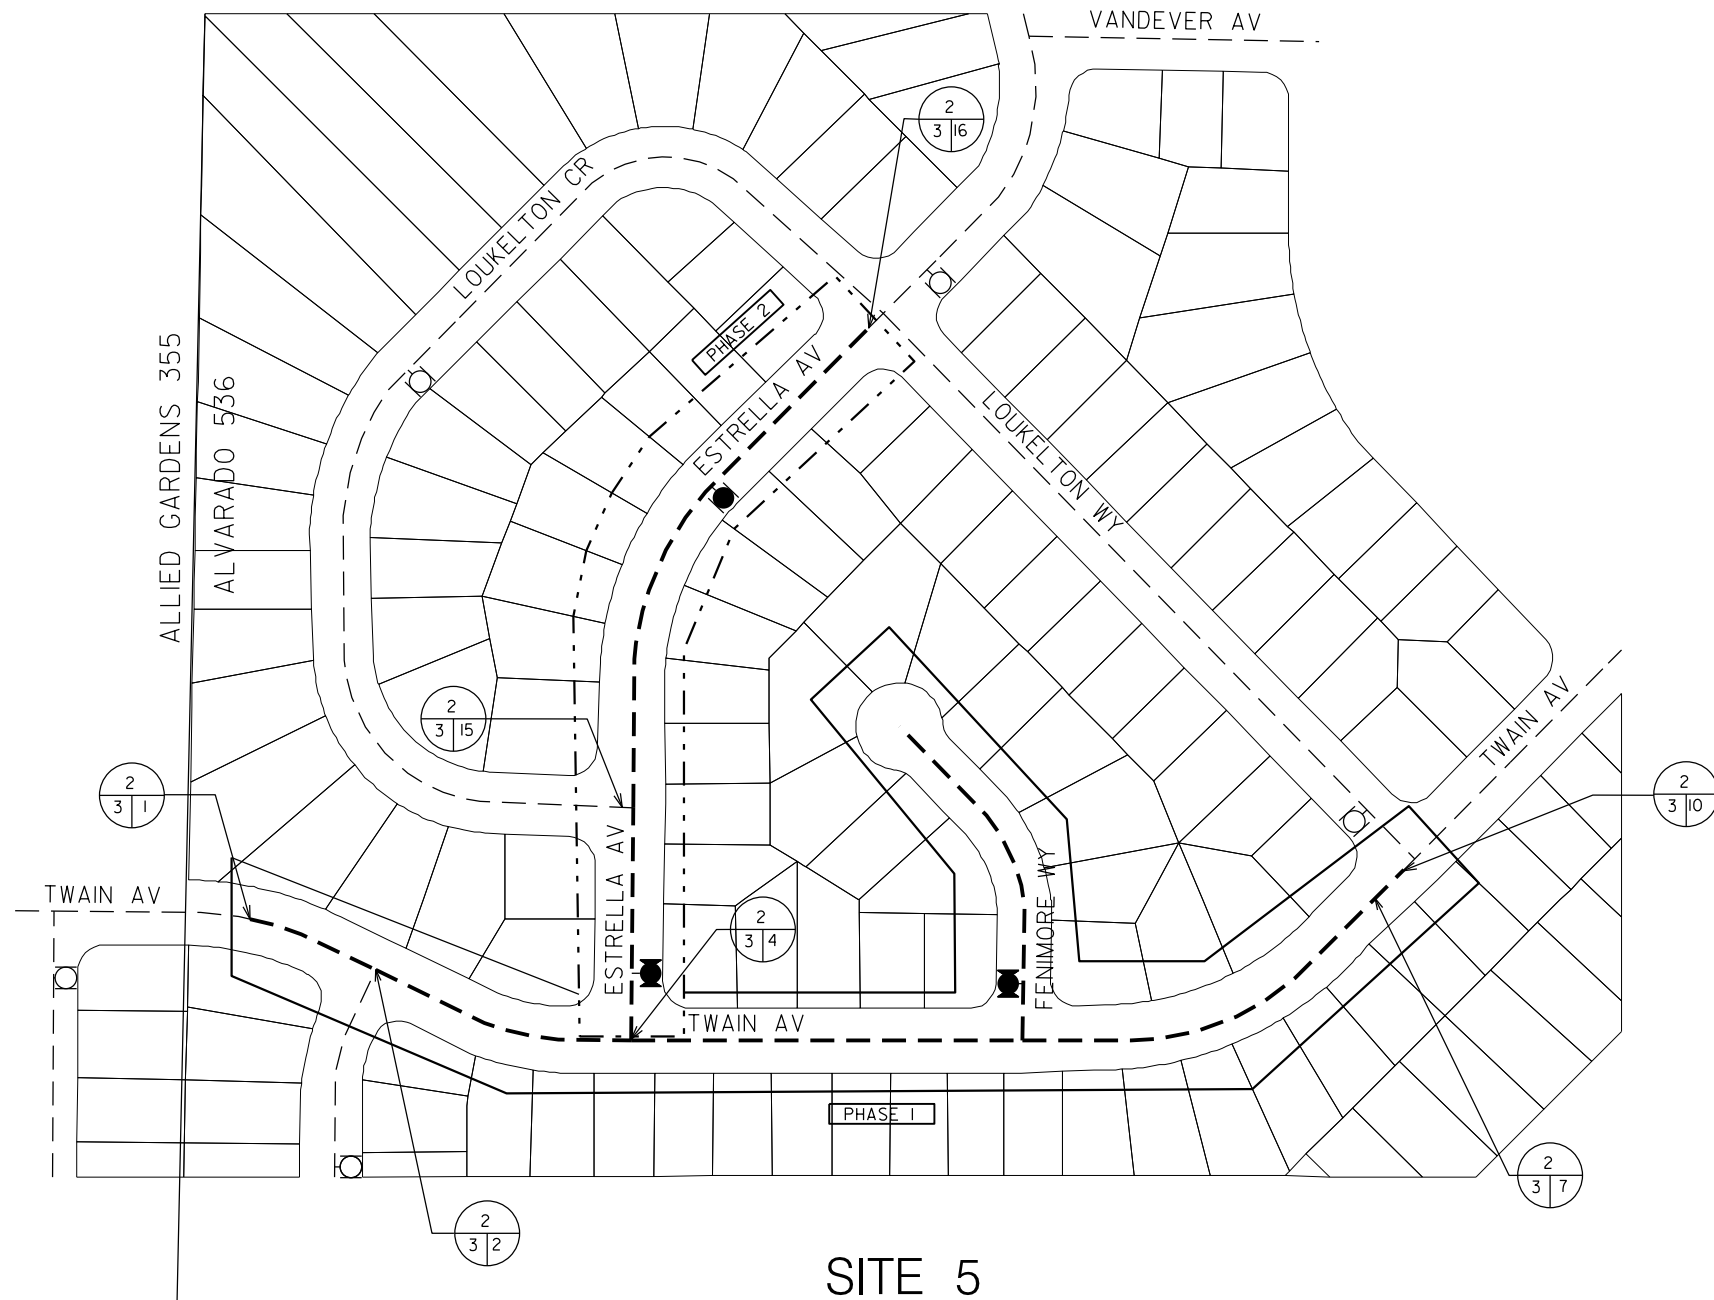 VANDEVER AV
2
3 16
LOUKELTON CR
PHASE 2
ALLIED GARDENS 355
ALVARADO 536
ESTRELLA AV
LOUKELTON WY
2
3 15
TWAIN AV
2
3 1
2
3 10
TWAIN AV
ESTRELLA AV
2
3 4
FENIMORE WY
TWAIN AV
PHASE 1
2
3 7
2
3 2
SITE 5